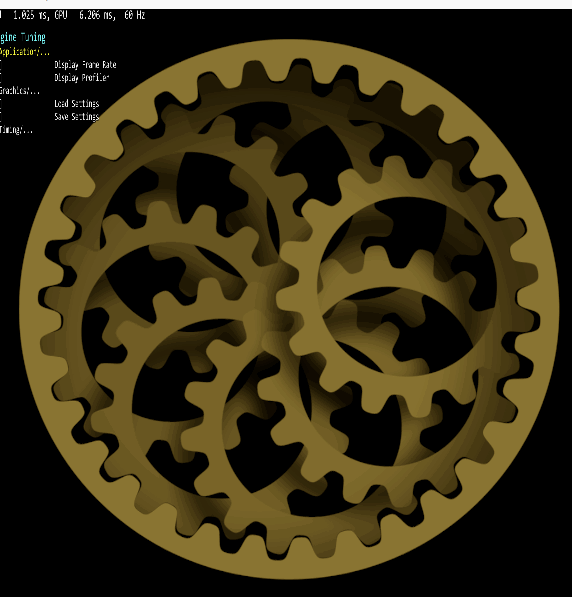 1.025 ms, GPU 6.206 ms, 60 Hz
gine Tuning
Application/...
Display Frame Rate
Display Profiler
Graphics/...
Load Settings
Save Settings
Timing/...